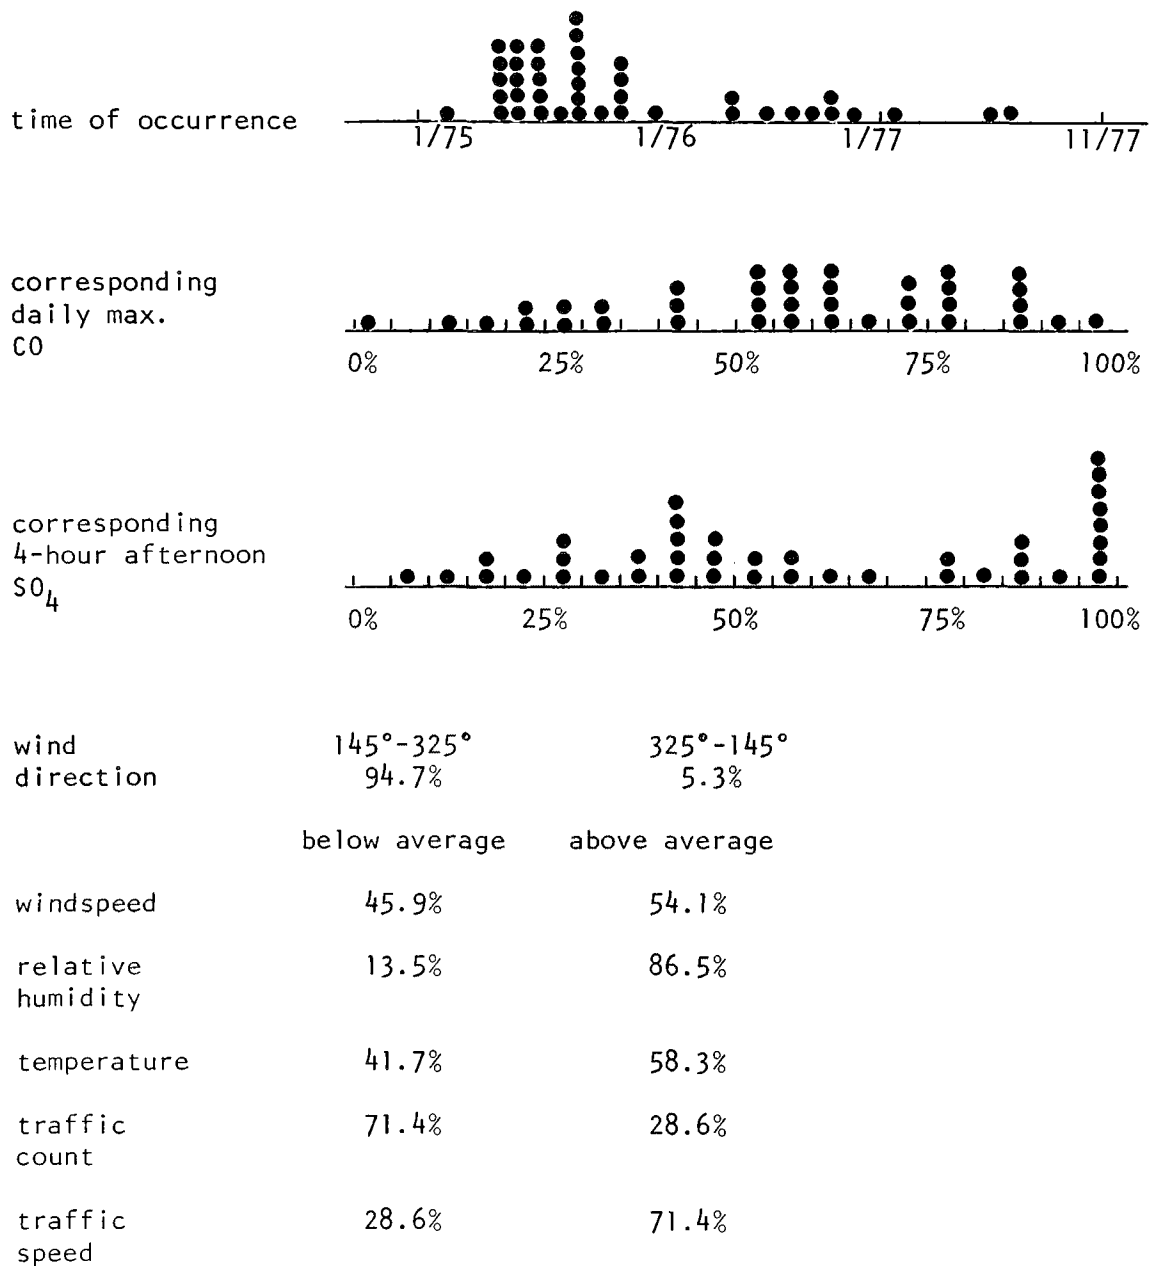 time of occurrence
1/75 1/76 1/77 11/77
corresponding
daily max.
CO
0% 25% 50% 75% 100%
corresponding
4-hour afternoon
SO4
0% 25% 50% 75% 100%
wind 145°-325° 325°-145°
direction 94.7% 5.3%
below average above average
windspeed 45.9% 54.1%
relative 13.5% 86.5%
humidity
temperature 41.7% 58.3%
traffic 71.4% 28.6%
count
traffic 28.6% 71.4%
speed